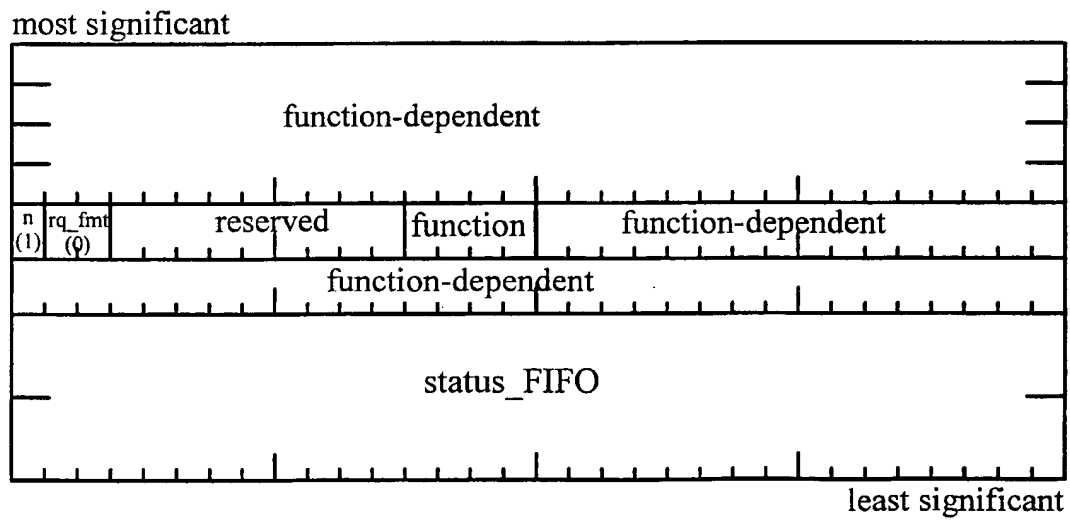 most significant
function-dependent
n rq_fmt reserved function function-dependent
(1) (0)
function-dependent
status_FIFO
least significant